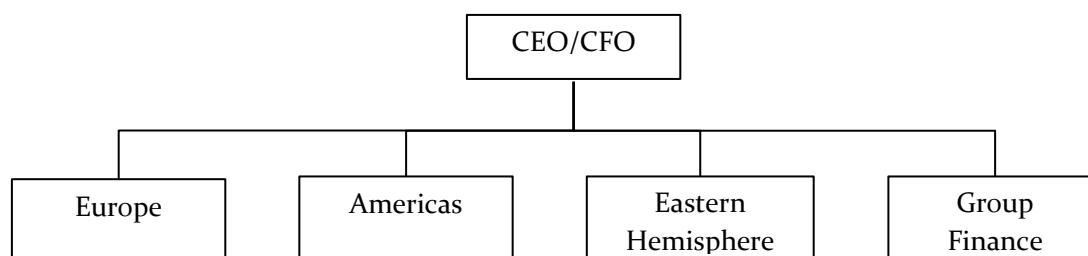 CEO/CFO
Europe
Americas
Eastern
Hemisphere
Group
Finance